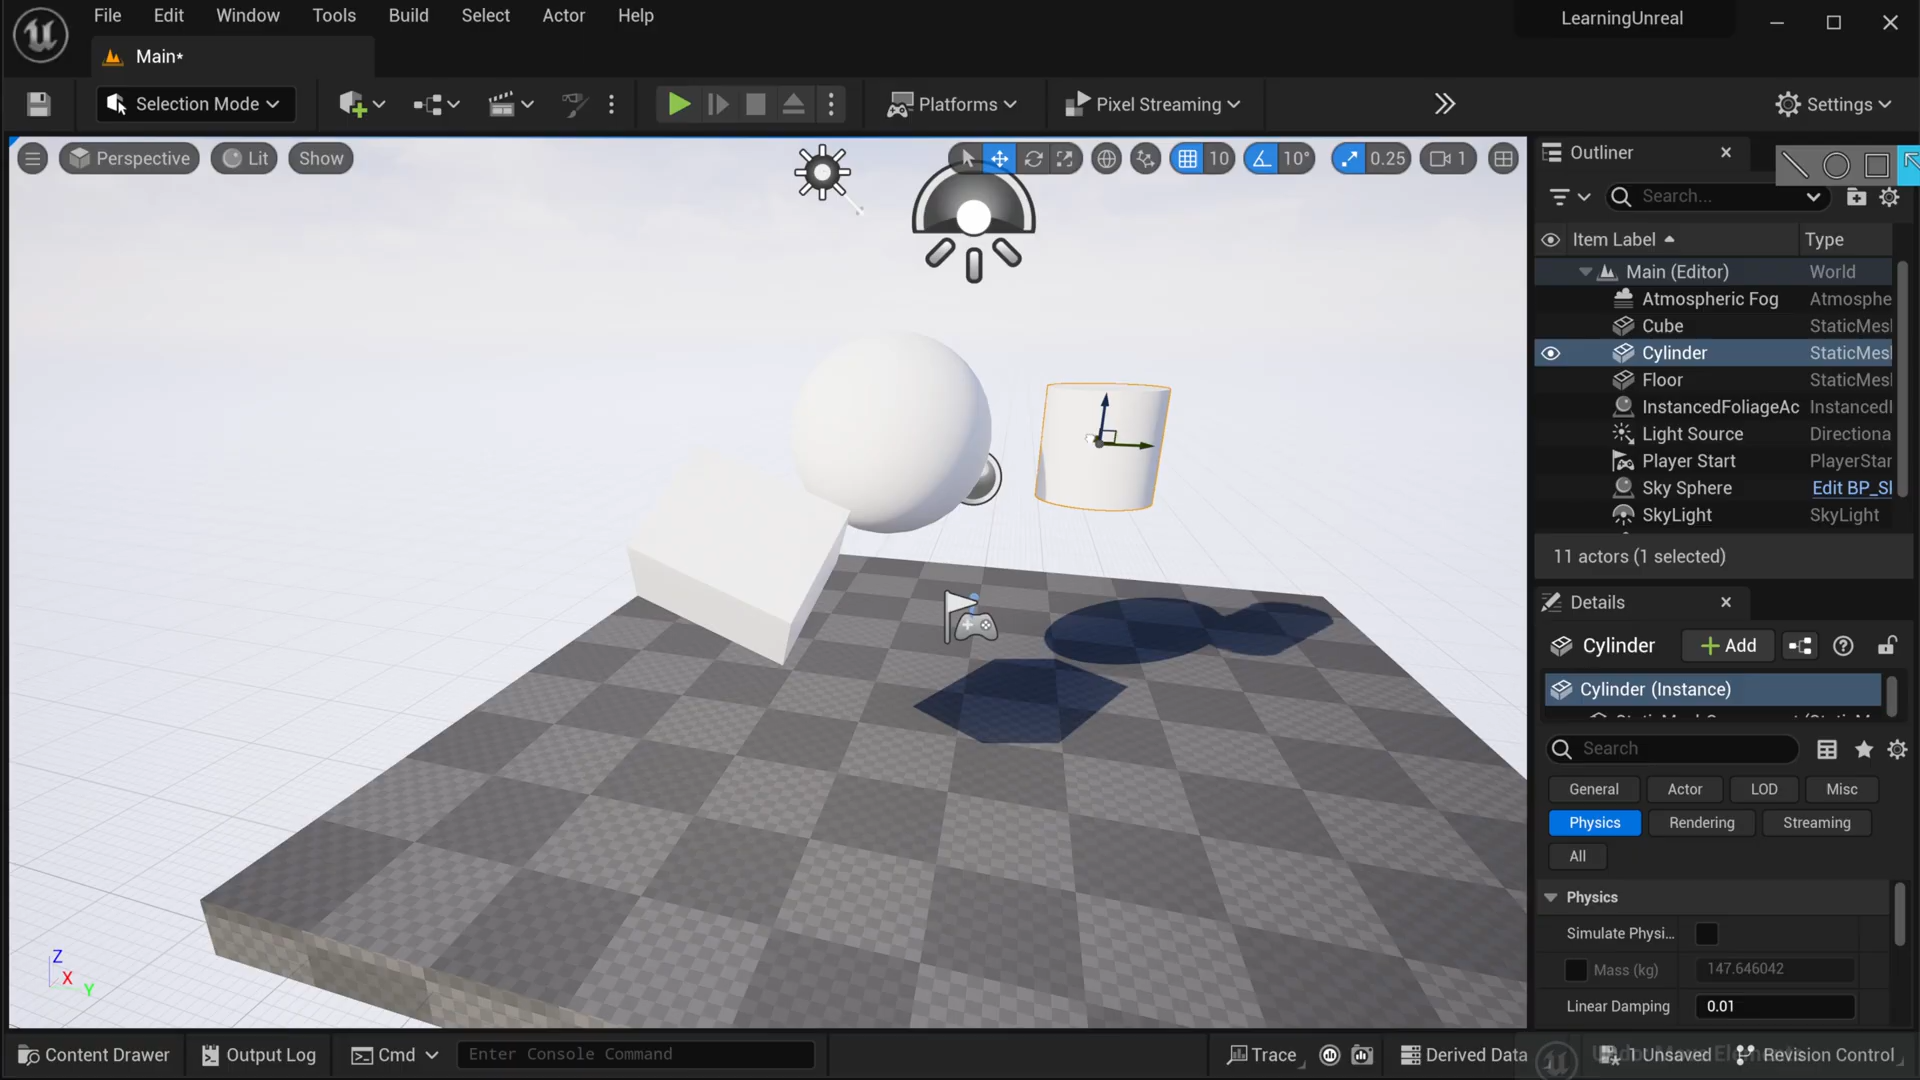 File Edit Window Tools Build Select Actor Help
LearningUnreal
Main*
Selection Mode
Platforms
Pixel Streaming
Settings
Perspective
Lit
Show
10
10°
0.25
1
Outliner
Search...
Item Label
Type
Main (Editor) World
Atmospheric Fog Atmosphe
Cube StaticMesl
Cylinder StaticMesl
Floor StaticMesl
InstancedFoliageAc InstancedI
Light Source Directiona
Player Start PlayerStar
Sky Sphere Edit BP_Sl
SkyLight SkyLight
11 actors (1 selected)
Details
Cylinder
Add
Cylinder (Instance)
Search
General Actor LOD Misc
Physics Rendering Streaming
All
Physics
Simulate Physi...
Mass (kg) 147.646042
Linear Damping 0.01
Z
X
Y
Content Drawer
Output Log
Cmd
Enter Console Command
Trace
Derived Data
1 Unsaved
Revision Control